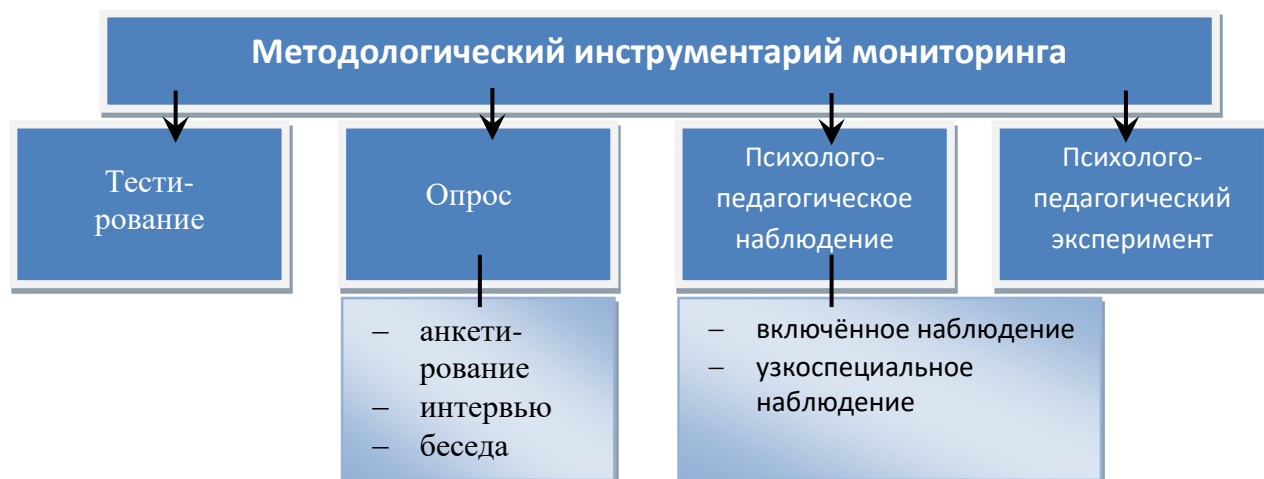 Методологический инструментарий мониторинга
Тести-
рование
Опрос
Психолого-
педагогическое
наблюдение
Психолого-
педагогический
эксперимент
– анкети-
рование
– интервью
– беседа
– включённое наблюдение
– узкоспециальное
наблюдение